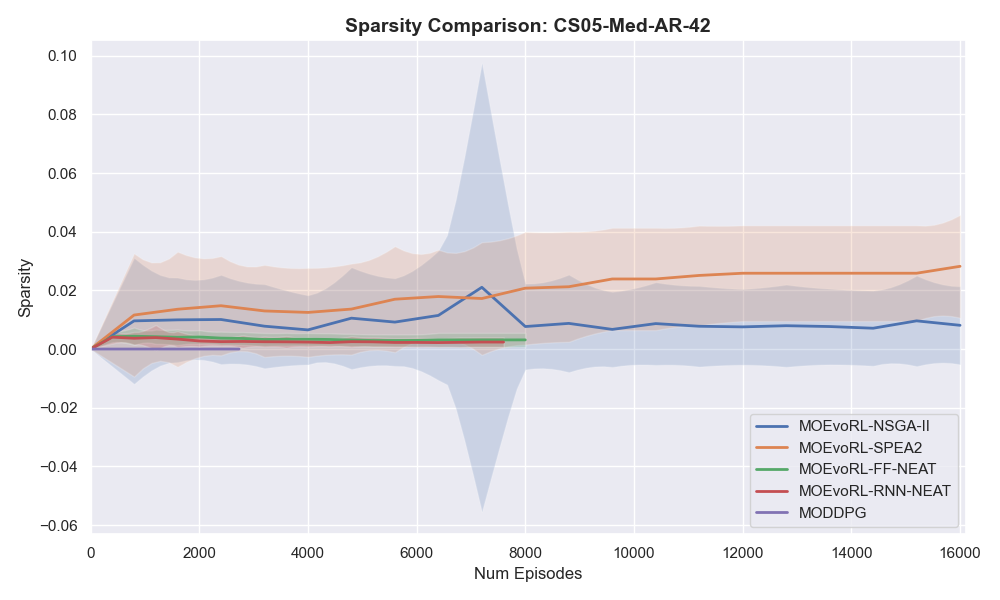 Sparsity Comparison: CS05-Med-AR-42
0.10
0.08
0.06
0.04
0.02
0.00
−0.02
−0.04
−0.06
Sparsity
0
2000
4000
6000
8000
10000
12000
14000
16000
Num Episodes
MOEvoRL-NSGA-II
MOEvoRL-SPEA2
MOEvoRL-FF-NEAT
MOEvoRL-RNN-NEAT
MODDPG